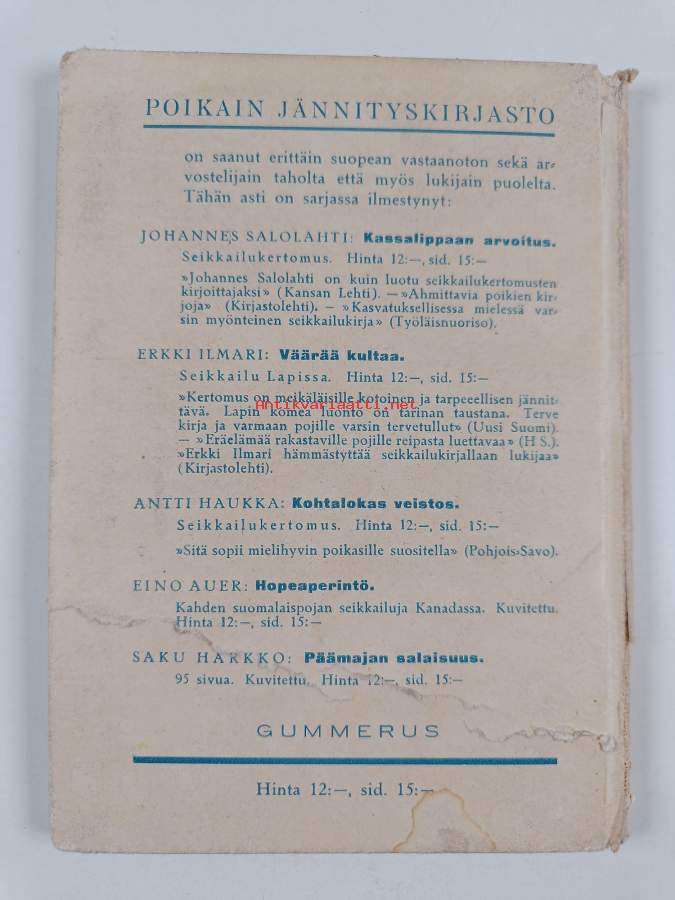 POIKAIN JÄNNITYSKIRJASTO
on saanut erittäin suopean vastaanoton sekä ar-
vostelijain taholta että myös lukijain puolelta.
Tähän asti on sarjassa ilmestynyt:
JOHANNES SALOLAHTI: Kassalippaan arvoitus.
Seikkailukertomus. Hinta 12:—, sid. 15:—
»Johannes Salolahti on kuin luotu seikkailukertomusten
kirjoittajaksi» (Kansan Lehti). — »Ahmittavia poikien kir-
joja» (Kirjastolehti). — »Kasvatuksellisessa mielessä var-
sin myönteinen seikkailukirja» (Työläisnuoriso).
ERKKI ILMARI: Väärää kultaa.
Seikkailu Lapissa. Hinta 12:—, sid. 15:—
»Kertomus on meikäläisille kotoinen ja tarpeeellisen jännit-
tävä. Lapin komea luonto on tarinan taustana. Terve
kirja ja varmaan pojille varsin tervetullut» (Uusi Suomi).
— »Eräelämää rakastaville pojille reipasta luettavaa» (H S.).
»Erkki Ilmari hämmästyttää seikkailukirjallaan lukijaa»
(Kirjastolehti).
Antikvariaatti.net
ANTTI HAUKKA: Kohtalokas veistos.
Seikkailukertomus. Hinta 12:—, sid. 15:—
»Sitä sopii mielihyvin poikasille suositella» (Pohjois-Savo).
EINO AUER: Hopeaperintö.
Kahden suomalaispojan seikkailuja Kanadassa. Kuvitettu.
Hinta 12:—, sid. 15:—
SAKU HARKKO: Päämajan salaisuus.
95 sivua. Kuvitettu. Hinta 12:—, sid. 15:—
GUMMERUS
Hinta 12:—, sid. 15:—